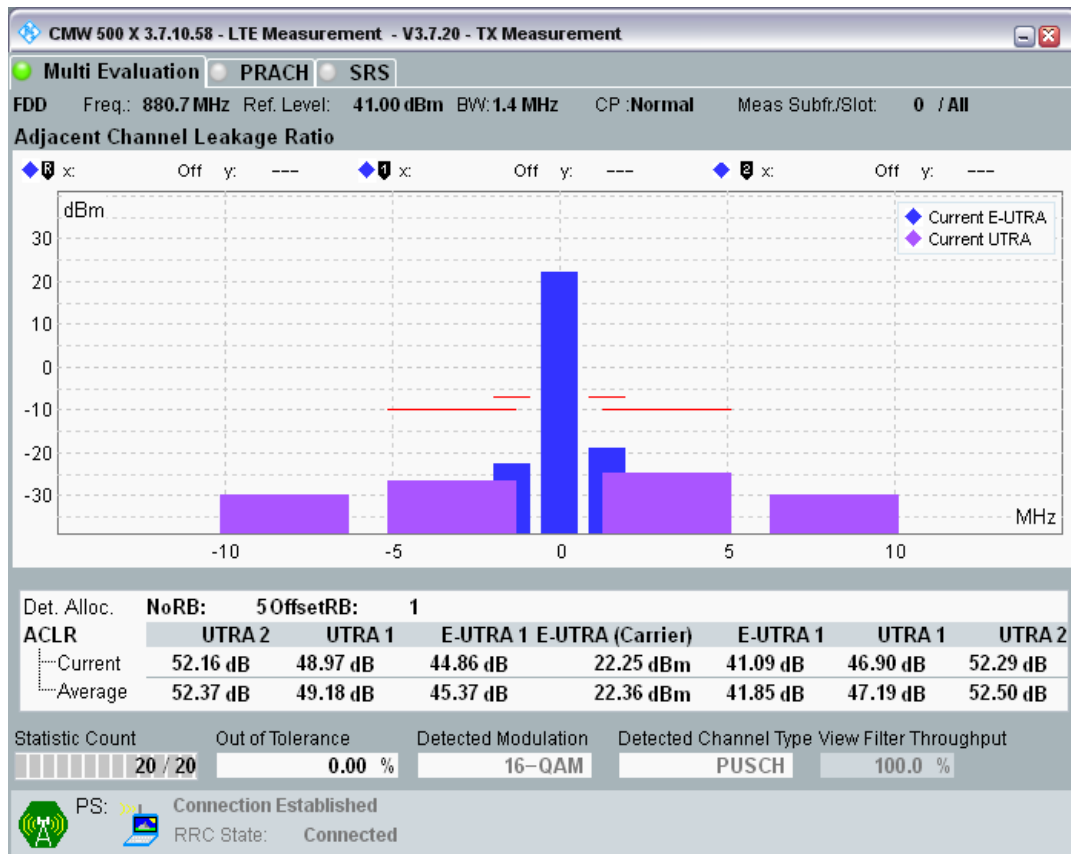 CMW 500 X 3.7.10.58 - LTE Measurement - V3.7.20 - TX Measurement
Multi Evaluation PRACH SRS
FDD Freq.: 880.7 MHz Ref. Level: 41.00 dBm BW: 1.4 MHz CP :Normal Meas Subfr./Slot: 0 / All
Adjacent Channel Leakage Ratio
R x: Off y: --- 1 x: Off y: --- 2 x: Off y: ---
dBm
Current E-UTRA
Current UTRA
30
20
10
0
-10
-20
-30
MHz
-10 -5 0 5 10
Det. Alloc. NoRB: 5 OffsetRB: 1
ACLR UTRA 2 UTRA 1 E-UTRA 1 E-UTRA (Carrier) E-UTRA 1 UTRA 1 UTRA 2
Current 52.16 dB 48.97 dB 44.86 dB 22.25 dBm 41.09 dB 46.90 dB 52.29 dB
Average 52.37 dB 49.18 dB 45.37 dB 22.36 dBm 41.85 dB 47.19 dB 52.50 dB
Statistic Count Out of Tolerance Detected Modulation Detected Channel Type View Filter Throughput
20 / 20 0.00 % 16-QAM PUSCH 100.0 %
PS: Connection Established
RRC State: Connected